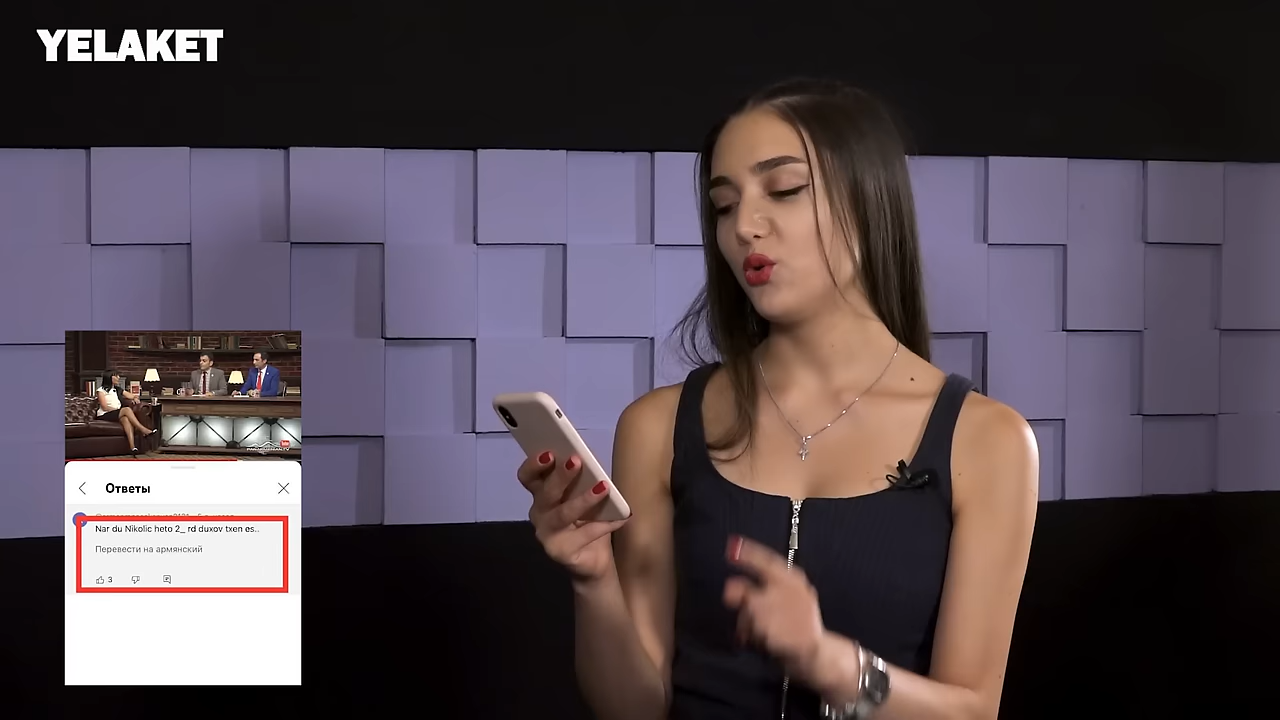 YELAKET
Ответы
Nar du Nikolic heto 2_ rd duxov txen es..
Перевести на армянский
3